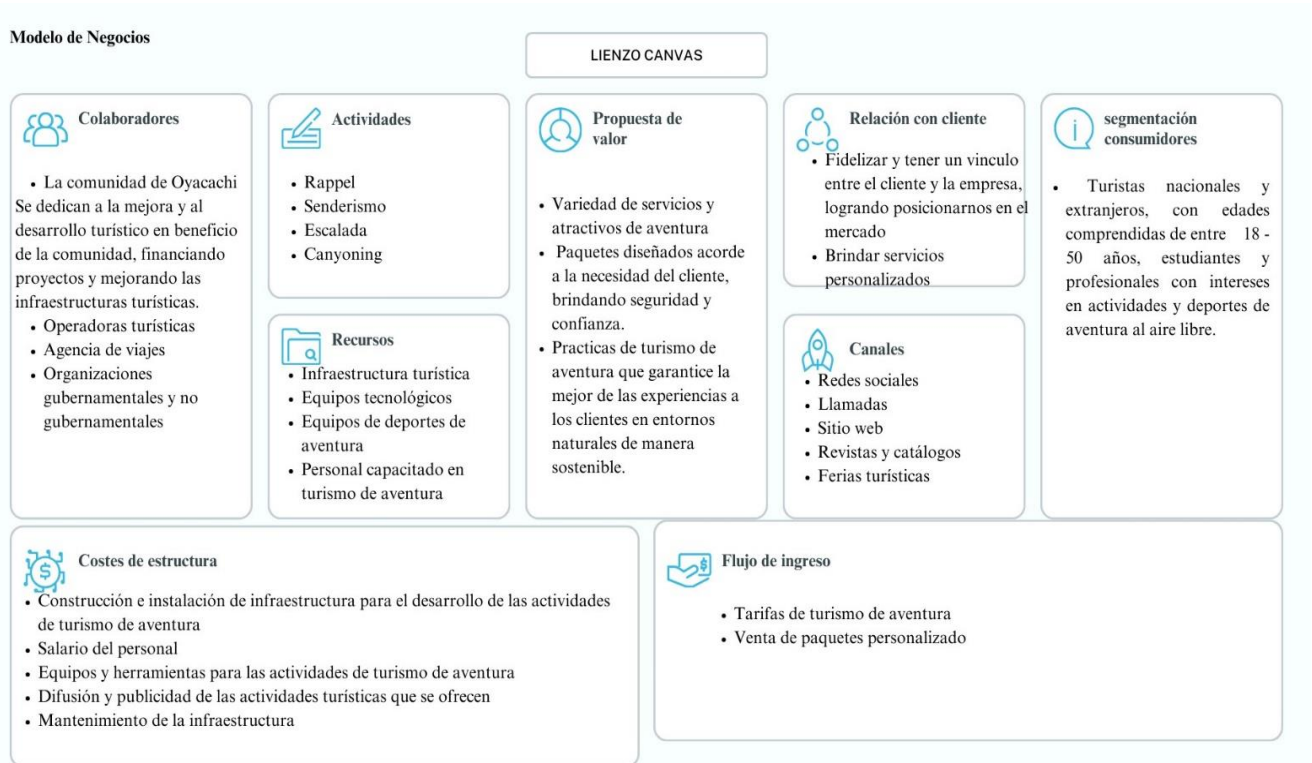 Modelo de Negocios
LIENZO CANVAS
Colaboradores
• La comunidad de Oyacachi
Se dedican a la mejora y al
desarrollo turístico en beneficio
de la comunidad, financiando
proyectos y mejorando las
infraestructuras turísticas.
• Operadoras turísticas
• Agencia de viajes
• Organizaciones
gubernamentales y no
gubernamentales
Actividades
• Rappel
• Senderismo
• Escalada
• Canyoning
Recursos
• Infraestructura turística
• Equipos tecnológicos
• Equipos de deportes de
aventura
• Personal capacitado en
turismo de aventura
Propuesta de
valor
• Variedad de servicios y
atractivos de aventura
• Paquetes diseñados acorde
a la necesidad del cliente,
brindando seguridad y
confianza.
• Practicas de turismo de
aventura que garantice la
mejor de las experiencias a
los clientes en entornos
naturales de manera
sostenible.
Relación con cliente
• Fidelizar y tener un vinculo
entre el cliente y la empresa,
logrando posicionarnos en el
mercado
• Brindar servicios
personalizados
Canales
• Redes sociales
• Llamadas
• Sitio web
• Revistas y catálogos
• Ferias turísticas
segmentación
consumidores
• Turistas nacionales y
extranjeros, con edades
comprendidas de entre 18 -
50 años, estudiantes y
profesionales con intereses
en actividades y deportes de
aventura al aire libre.
Costes de estructura
• Construcción e instalación de infraestructura para el desarrollo de las actividades
de turismo de aventura
• Salario del personal
• Equipos y herramientas para las actividades de turismo de aventura
• Difusión y publicidad de las actividades turísticas que se ofrecen
• Mantenimiento de la infraestructura
Flujo de ingreso
• Tarifas de turismo de aventura
• Venta de paquetes personalizado